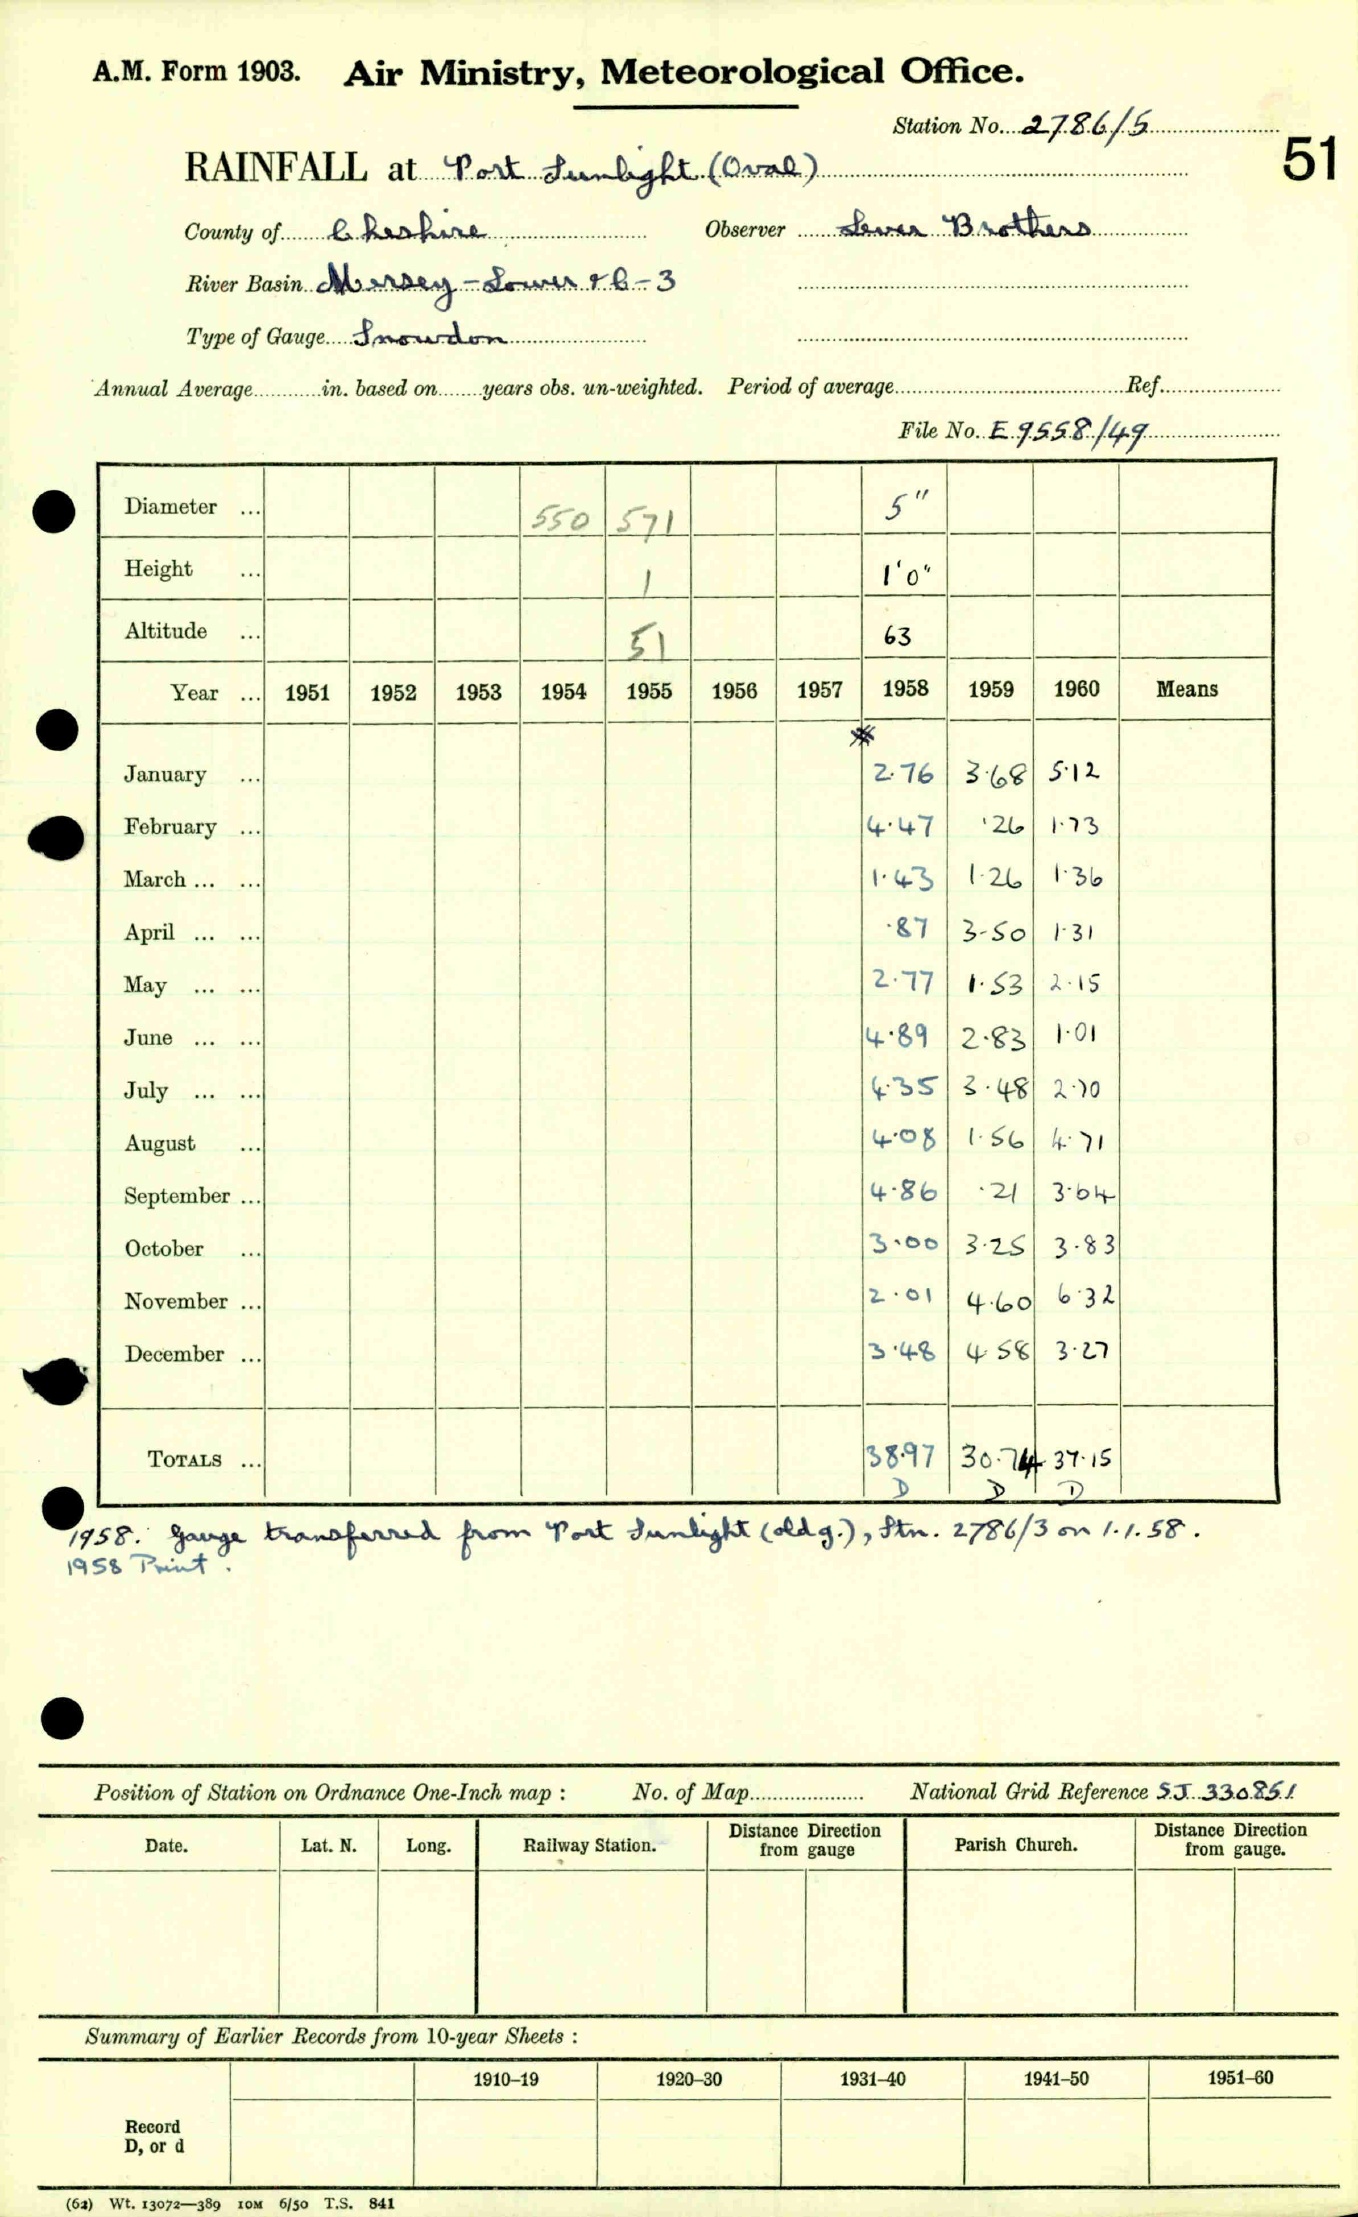 A.M. Form 1903. Air Ministry, Meteorological Office.
Station No. 2786/5
51
RAINFALL at Port Sunlight (Oval)
County of Cheshire Observer Lever Brothers
River Basin Mersey - Lower & C-3
Type of Gauge Snowdon
Annual Average in. based on years obs. un-weighted. Period of average Ref.
File No. E 9558/49
Diameter ... 550 571 5"
Height ... 1 1'0"
Altitude ... 51 63
Year ... 1951 1952 1953 1954 1955 1956 1957 1958 1959 1960 Means
January ... 2.76 3.68 5.12
February ... 4.47 .26 1.73
March ... ... 1.43 1.26 1.36
April ... ... .87 3.50 1.31
May ... ... 2.77 1.53 2.15
June ... ... 4.89 2.83 1.01
July ... ... 4.35 3.48 2.70
August ... 4.08 1.56 4.71
September ... 4.86 .21 3.64
October ... 3.00 3.25 3.83
November ... 2.01 4.60 6.32
December ... 3.48 4.58 3.27
TOTALS ... 38.97 30.74 37.15
D D D
1958. Gauge transferred from Port Sunlight (old g.), Stn. 2786/3 on 1.1.58.
1958 Print.
Position of Station on Ordnance One-Inch map : No. of Map National Grid Reference SJ 330851
Date. Lat. N. Long. Railway Station. Distance Direction from gauge Parish Church. Distance Direction from gauge.
Summary of Earlier Records from 10-year Sheets :
1910–19 1920–30 1931–40 1941–50 1951–60
Record
D, or d
(62) Wt. 13072—389 10M 6/50 T.S. 841